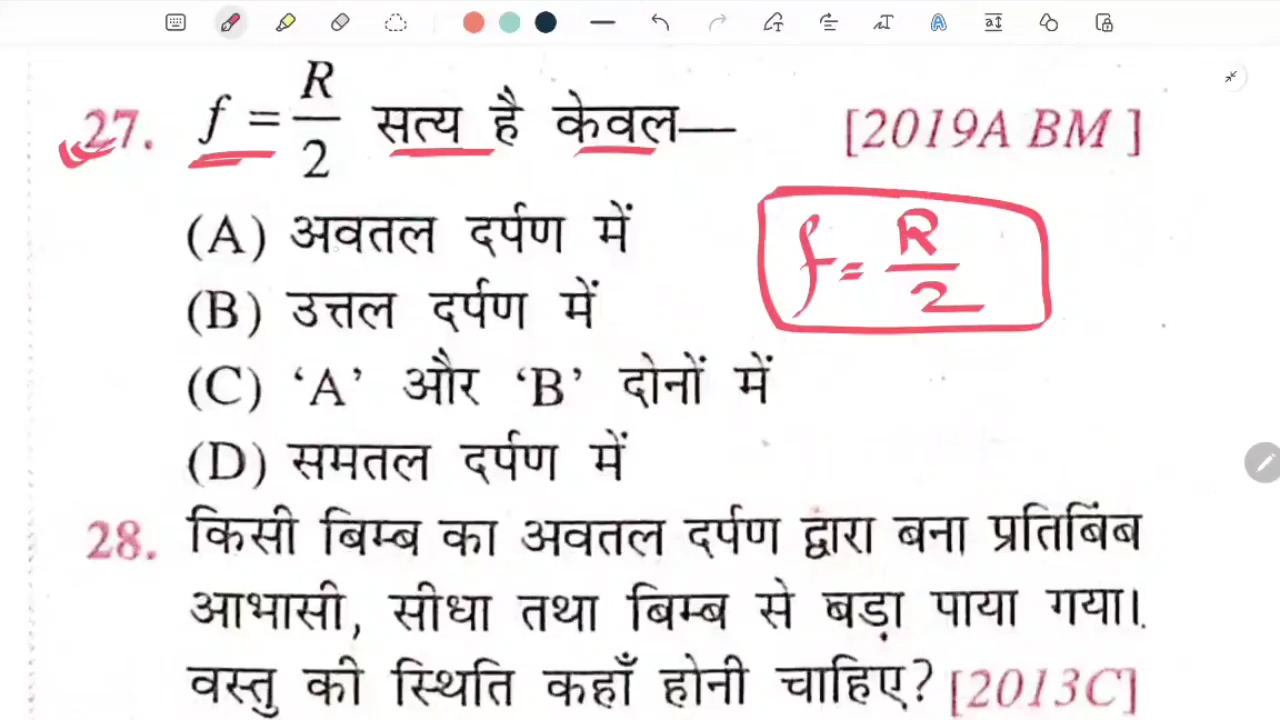 27. f = R/2 सत्य है केवल— [2019A BM ]
(A) अवतल दर्पण में
f = R/2
(B) उत्तल दर्पण में
(C) ‘A’ और ‘B’ दोनों में
(D) समतल दर्पण में
28. किसी बिम्ब का अवतल दर्पण द्वारा बना प्रतिबिंब
आभासी, सीधा तथा बिम्ब से बड़ा पाया गया।
वस्तु की स्थिति कहाँ होनी चाहिए? [2013C]